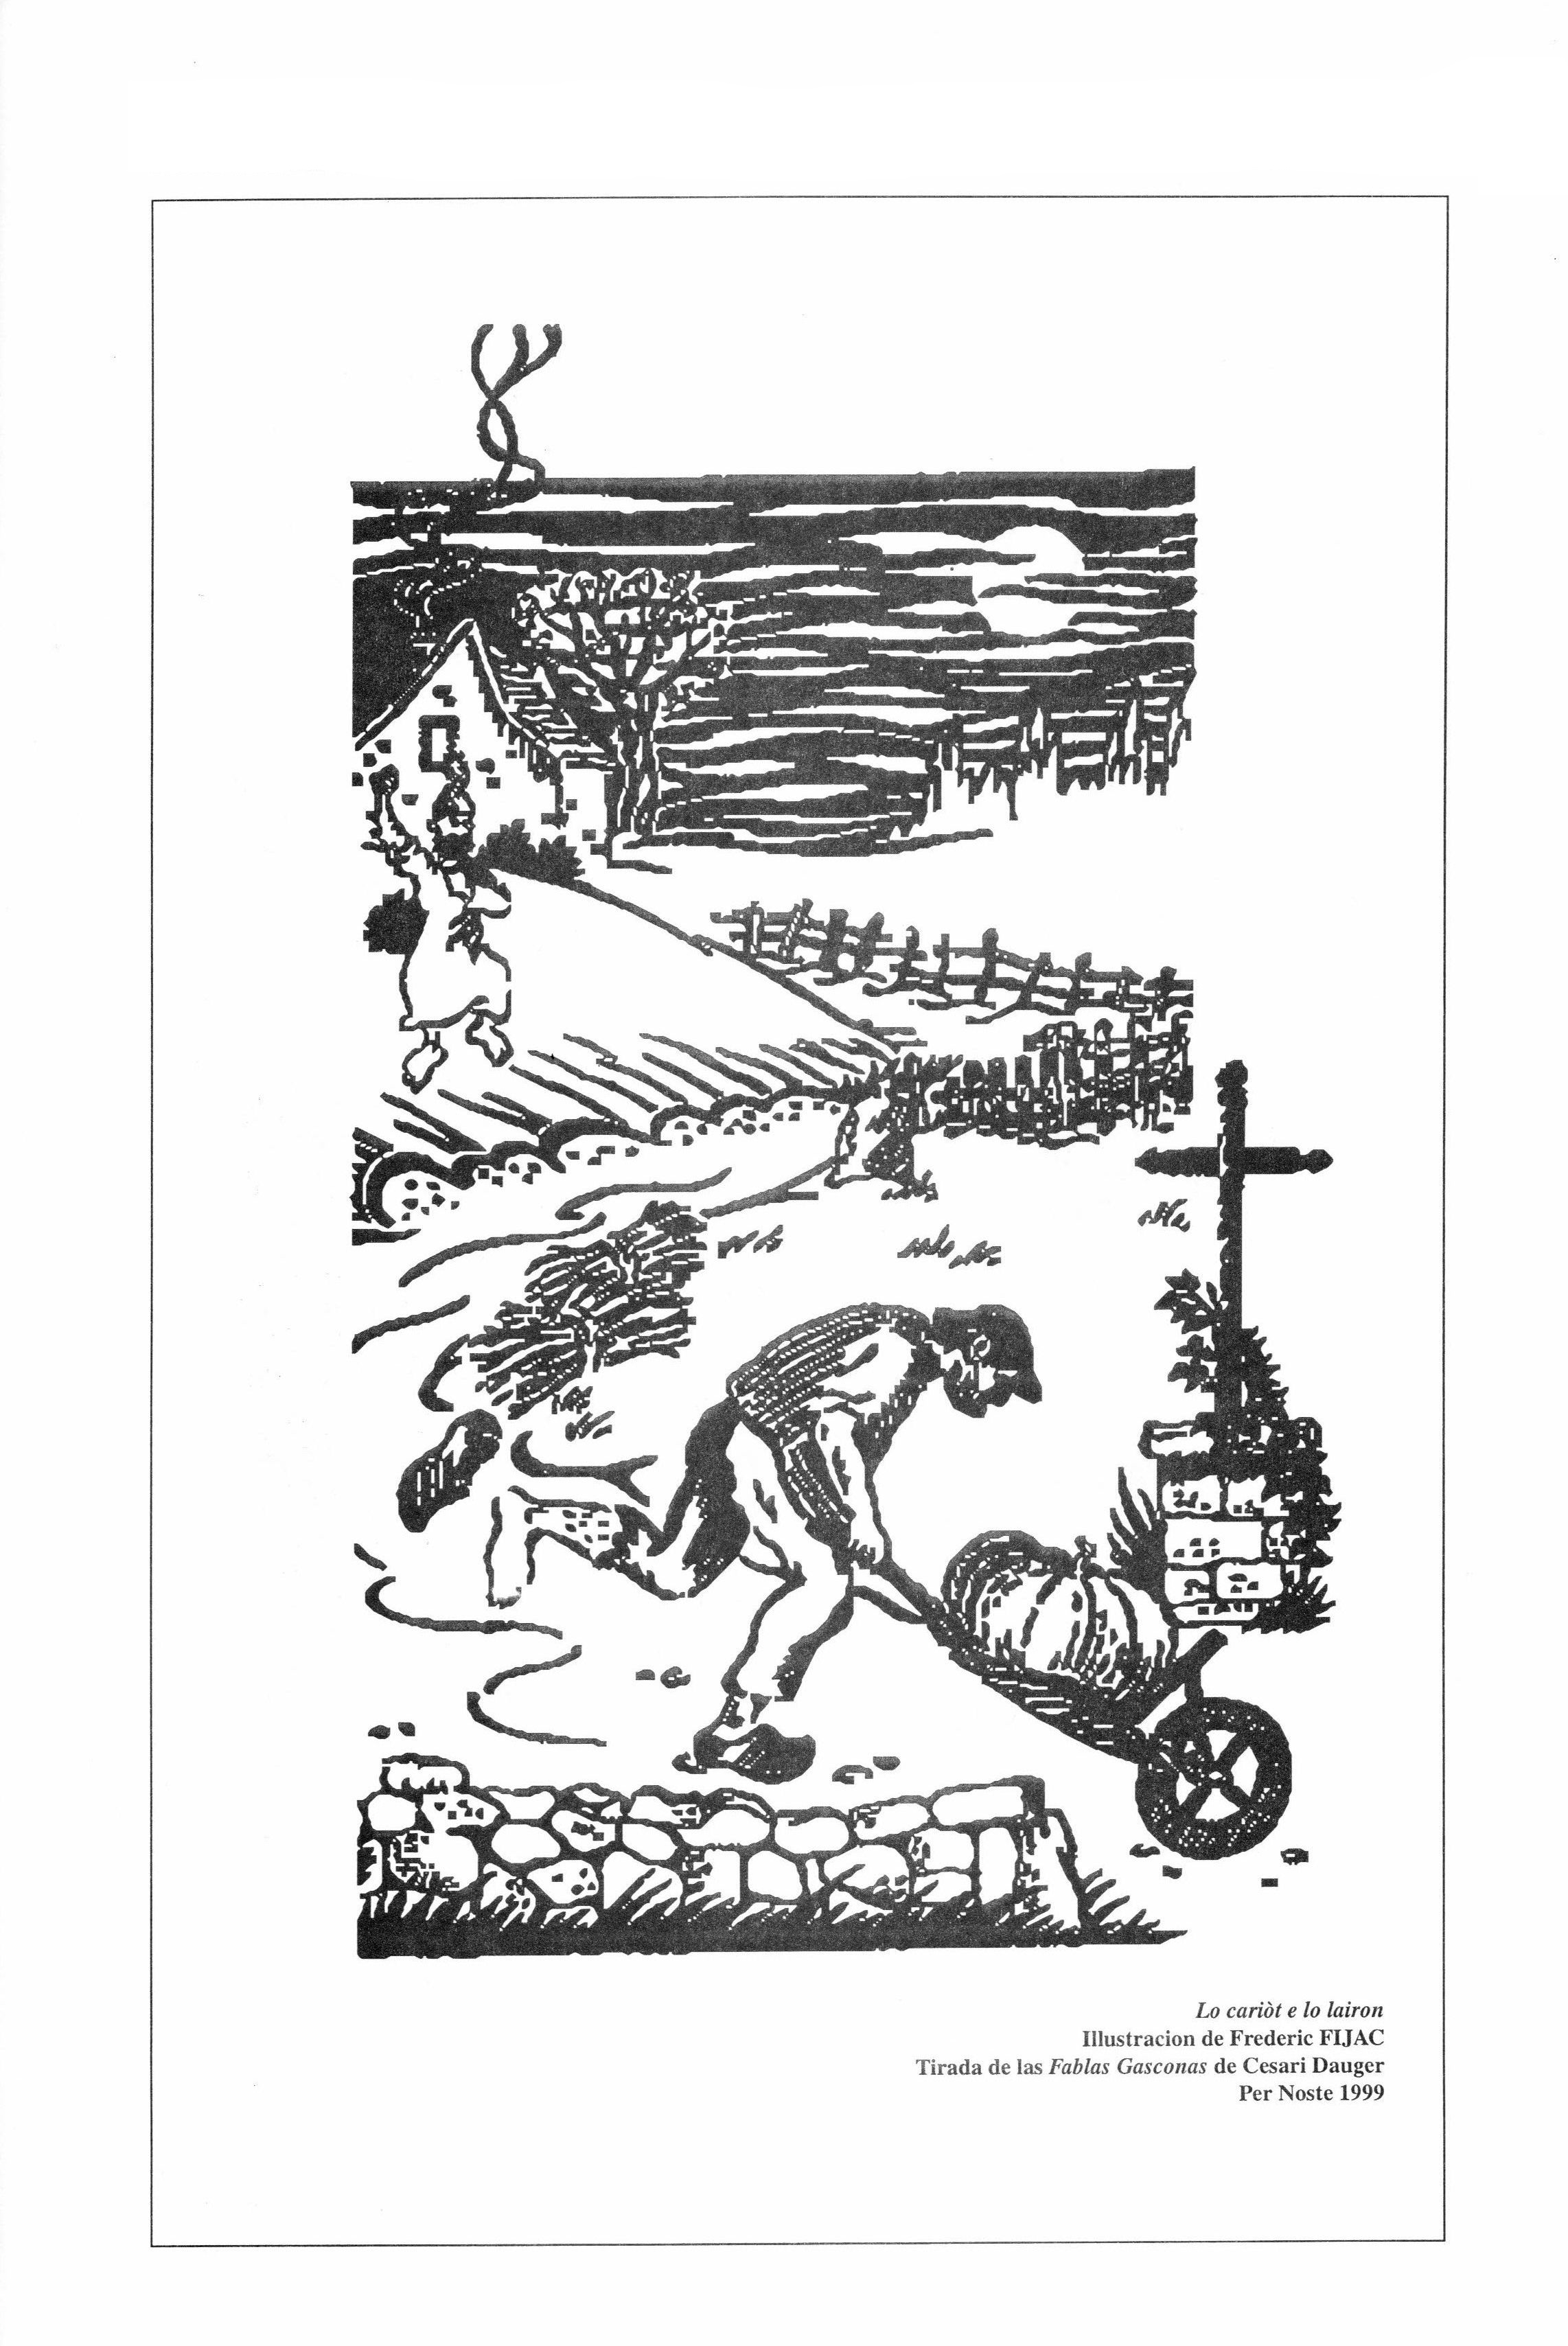 Lo cariòt e lo lairon
Illustracion de Frederic FIJAC
Tirada de las Fablas Gasconas de Cesari Dauger
Per Noste 1999